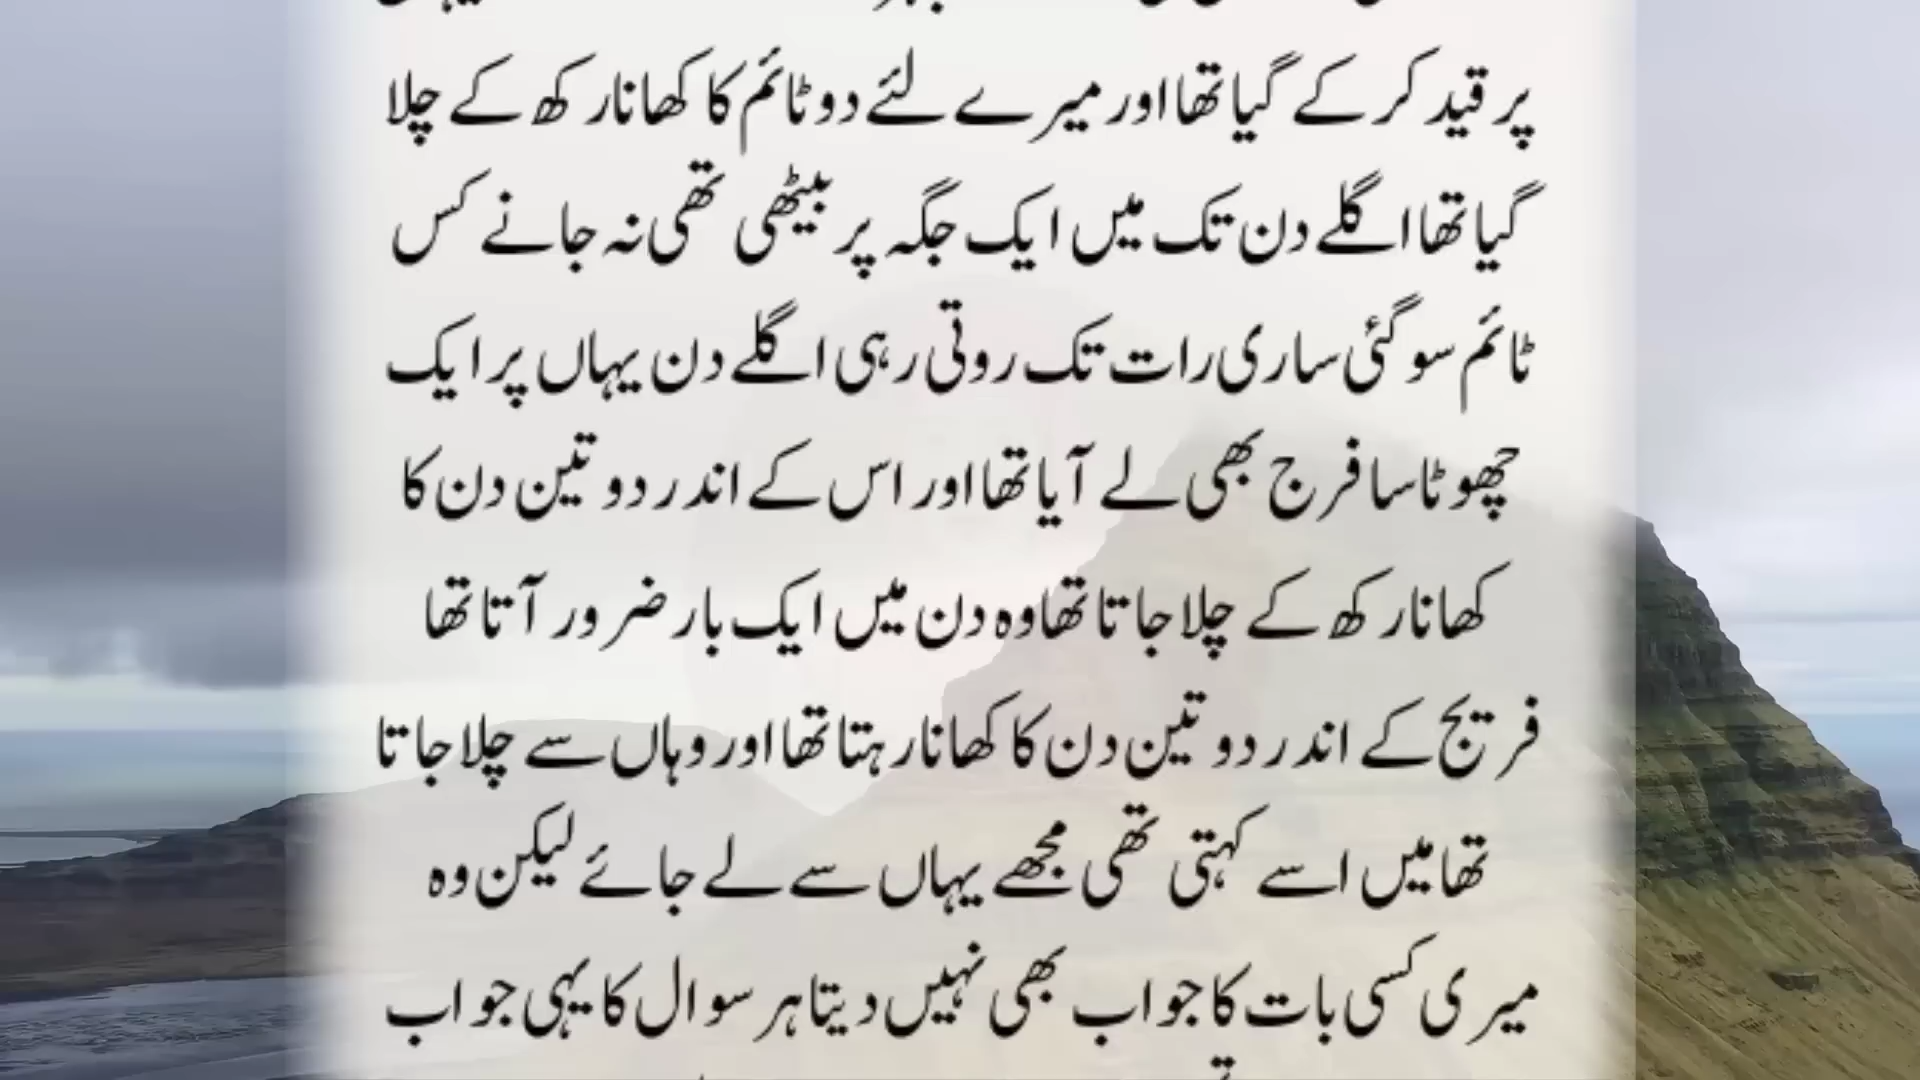 پر قید کر کے گیا تھا اور میرے لئے دو ٹائم کا کھانا رکھ کے چلا
گیا تھا اگلے دن تک میں ایک جگہ پر بیٹھی تھی نہ جانے کس
ٹائم سو گئی ساری رات تک روتی رہی اگلے دن یہاں پر ایک
چھوٹا سا فرج بھی لے آیا تھا اور اس کے اندر دو تین دن کا
کھانا رکھ کے چلا جاتا تھا وہ دن میں ایک بار ضرور آتا تھا
فریج کے اندر دو تین دن کا کھانا رہتا تھا اور وہاں سے چلا جاتا
تھا میں اسے کہتی تھی مجھے یہاں سے لے جائے لیکن وہ
میری کسی بات کا جواب بھی نہیں دیتا ہر سوال کا یہی جواب